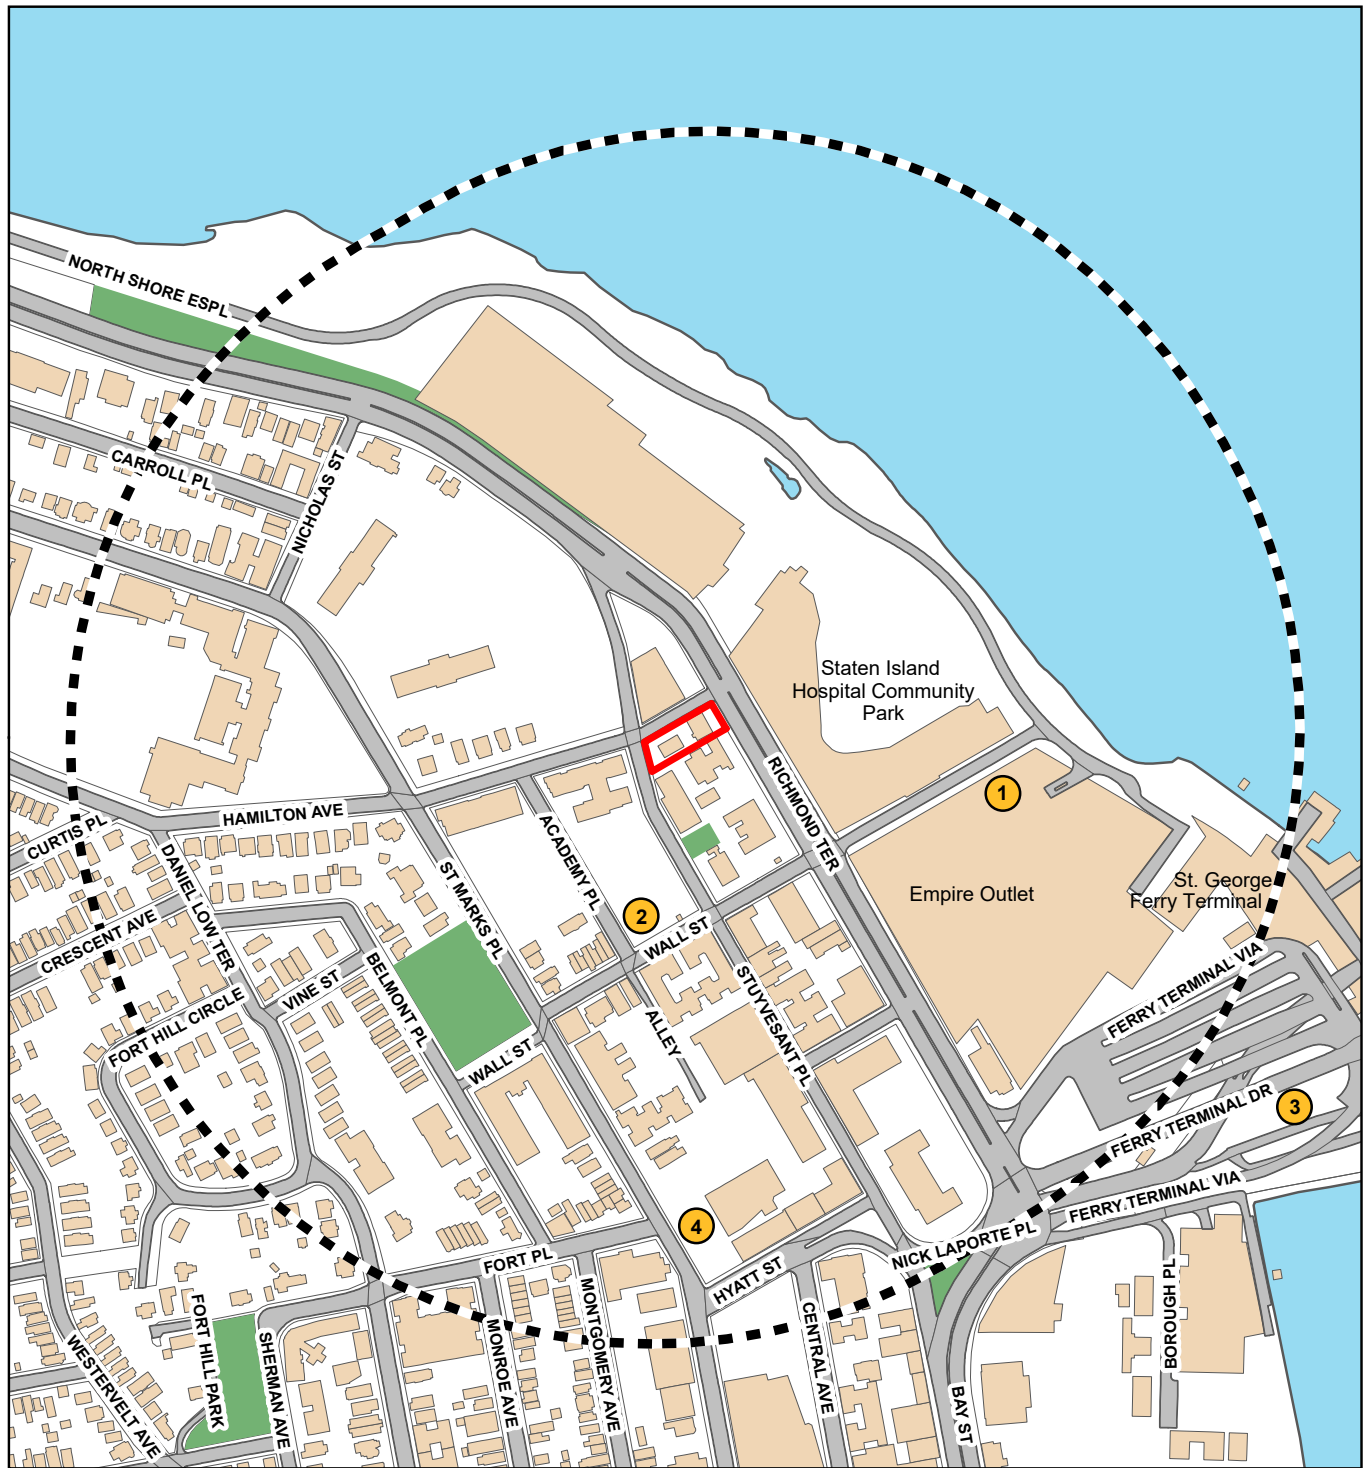 NORTH SHORE ESPL
CARROLL PL
NICHOLAS ST
Staten Island
Hospital Community
Park
RICHMOND TER
1
HAMILTON AVE
CURTIS PL
DANIEL LOW TER
ACADEMY PL
ST MARKS PL
Empire Outlet
St. George
Ferry Terminal
2
CRESCENT AVE
WALL ST
BELMONT PL
VINE ST
STUYVESANT PL
FERRY TERMINAL VIA
FORT HILL CIRCLE
ALLEY
WALL ST
FERRY TERMINAL DR
3
FERRY TERMINAL VIA
4
NICK LAPORTE PL
FORT PL
HYATT ST
BOROUGH PL
FORT HILL PARK
SHERMAN AVE
MONROE AVE
MONTGOMERY AVE
CENTRAL AVE
WESTERVELT AVE
BAY ST